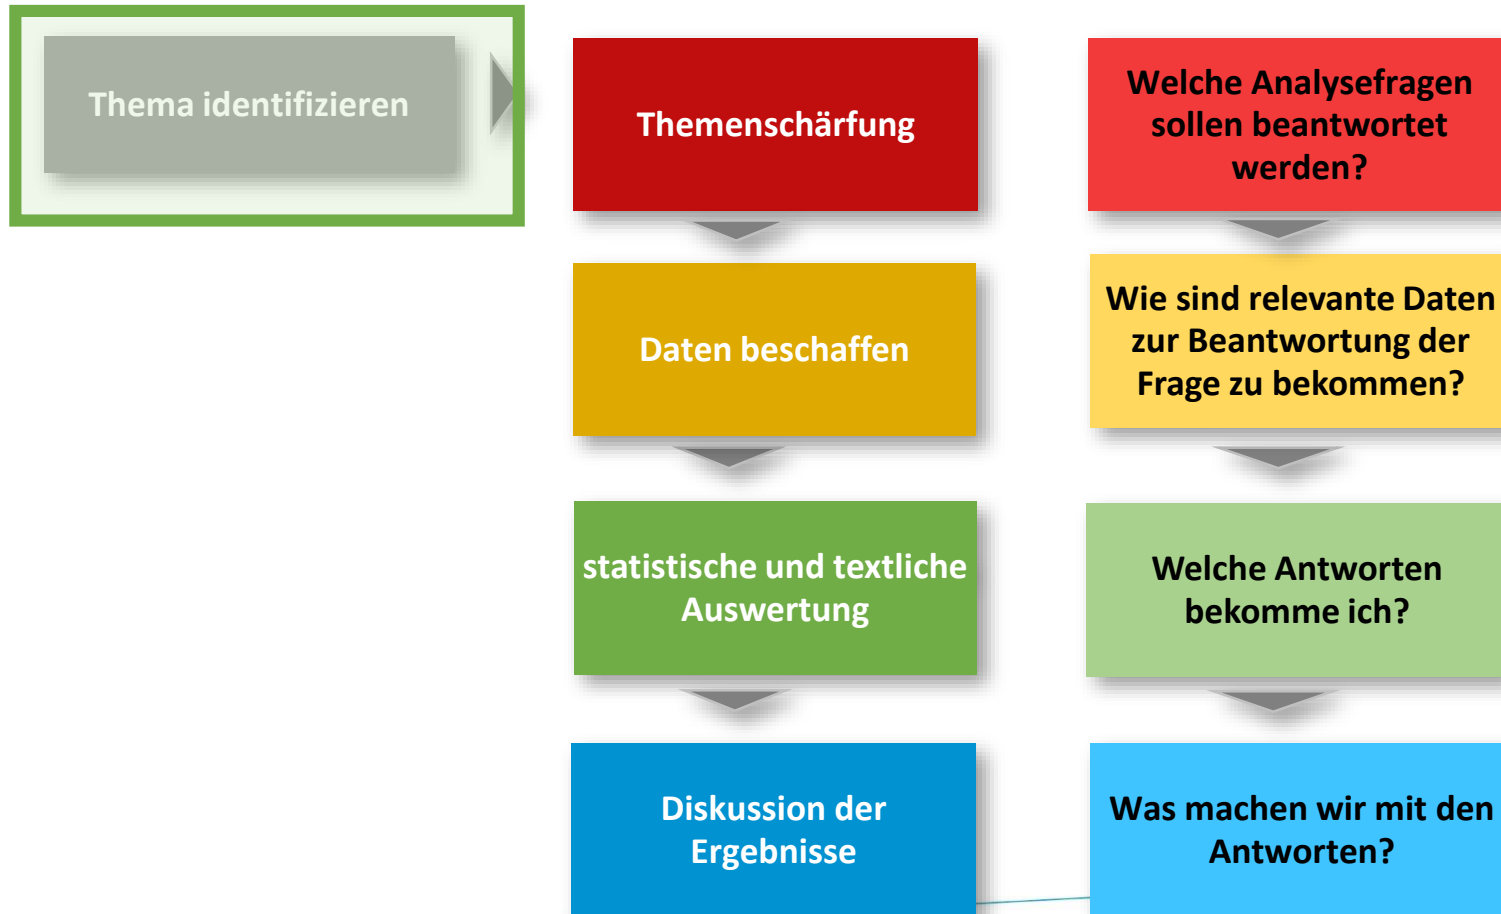 Thema identifizieren
Themenschärfung
Welche Analysefragen
sollen beantwortet
werden?
Daten beschaffen
Wie sind relevante Daten
zur Beantwortung der
Frage zu bekommen?
statistische und textliche
Auswertung
Welche Antworten
bekomme ich?
Diskussion der
Ergebnisse
Was machen wir mit den
Antworten?